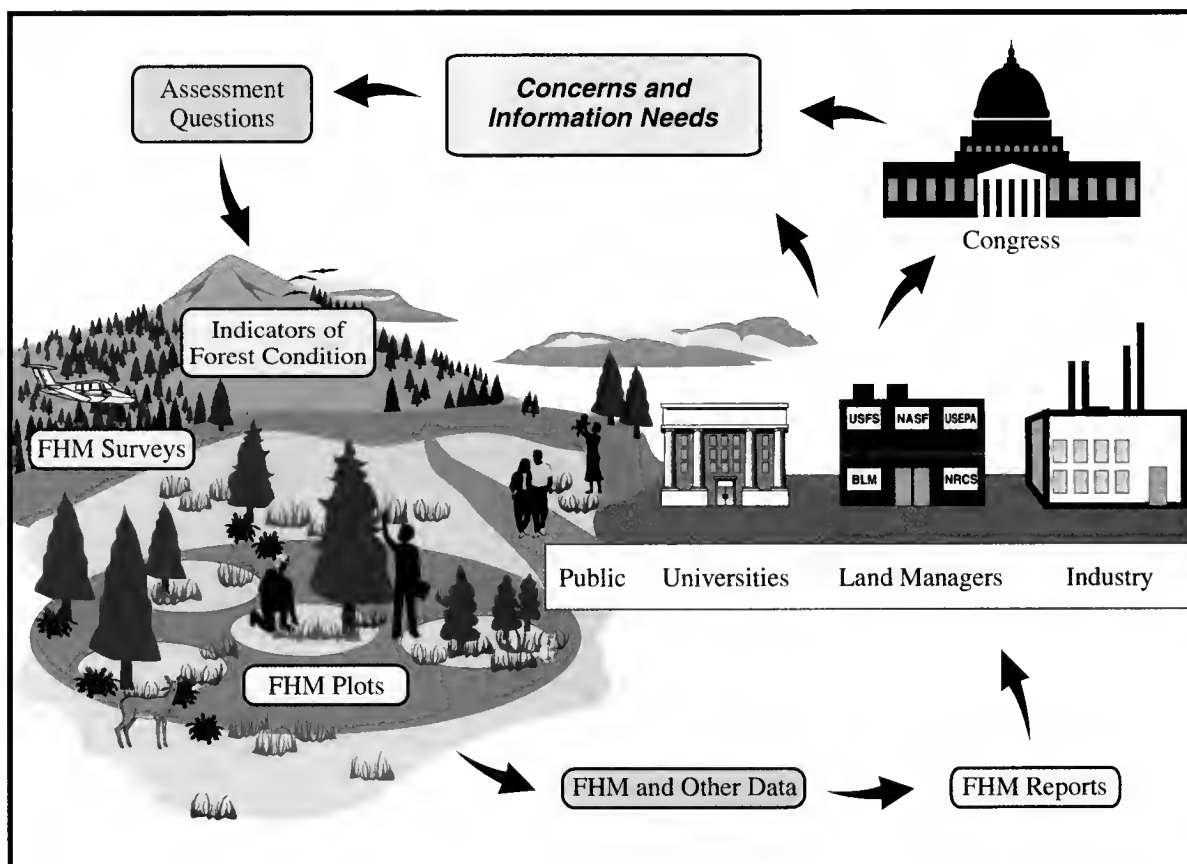 Assessment
Questions
Concerns and
Information Needs
Congress
Indicators of
Forest Condition
FHM Surveys
USFS NASF USEPA
BLM NRCS
Public Universities Land Managers Industry
FHM Plots
FHM and Other Data
FHM Reports